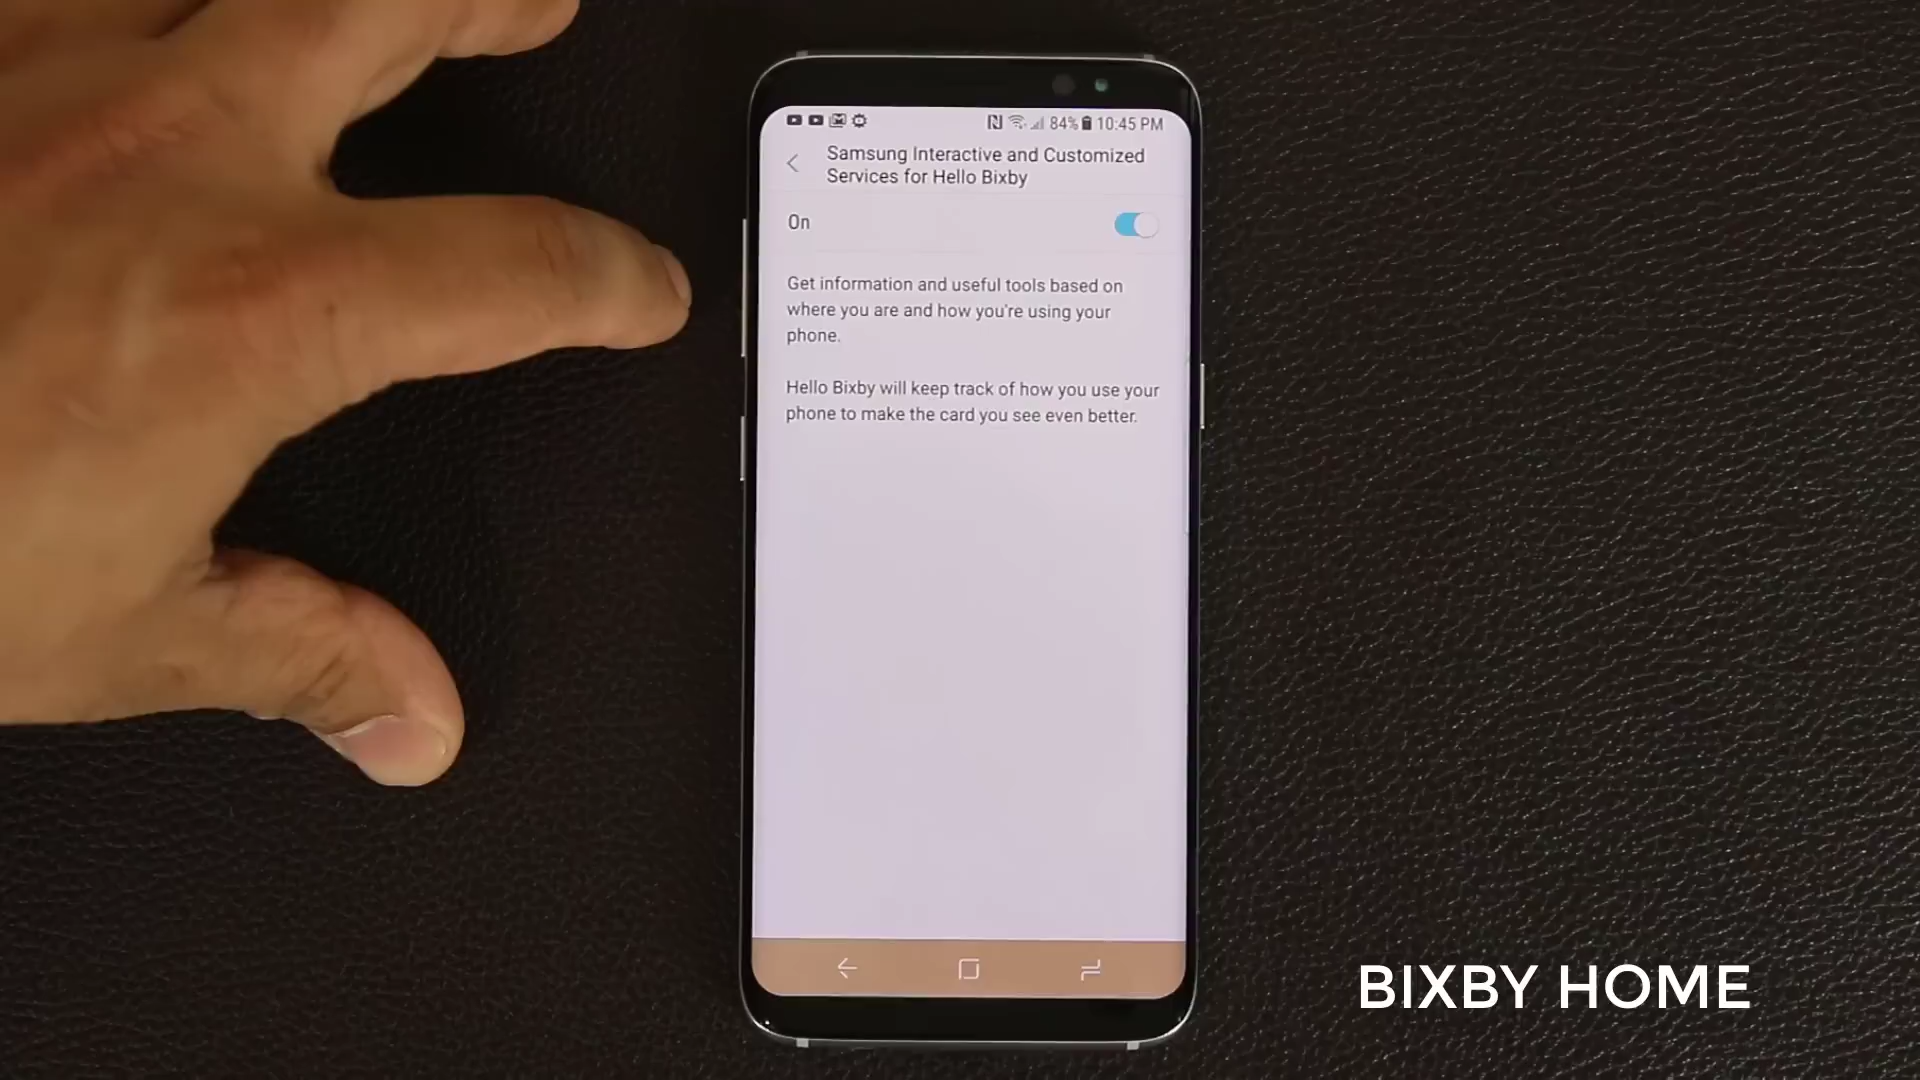 84% 10:45 PM
Samsung Interactive and Customized
Services for Hello Bixby
On
Get information and useful tools based on
where you are and how you're using your
phone.
Hello Bixby will keep track of how you use your
phone to make the card you see even better.
BIXBY HOME